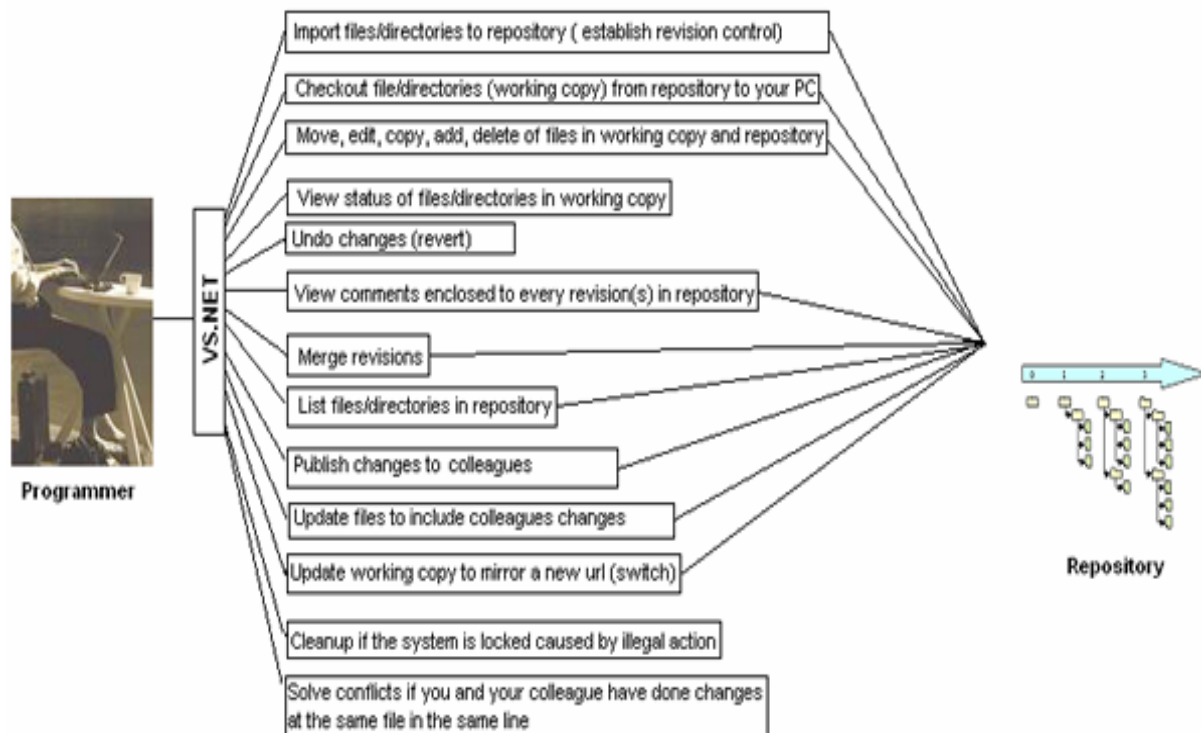 Import files/directories to repository ( establish revision control)
Checkout file/directories (working copy) from repository to your PC
Move, edit, copy, add, delete of files in working copy and repository
View status of files/directories in working copy
Undo changes (revert)
View comments enclosed to every revision(s) in repository
Merge revisions
List files/directories in repository
Publish changes to colleagues
Update files to include colleagues changes
Update working copy to mirror a new url (switch)
Cleanup if the system is locked caused by illegal action
Solve conflicts if you and your colleague have done changes
at the same file in the same line
VS.NET
Programmer
0 1 2 3
Repository